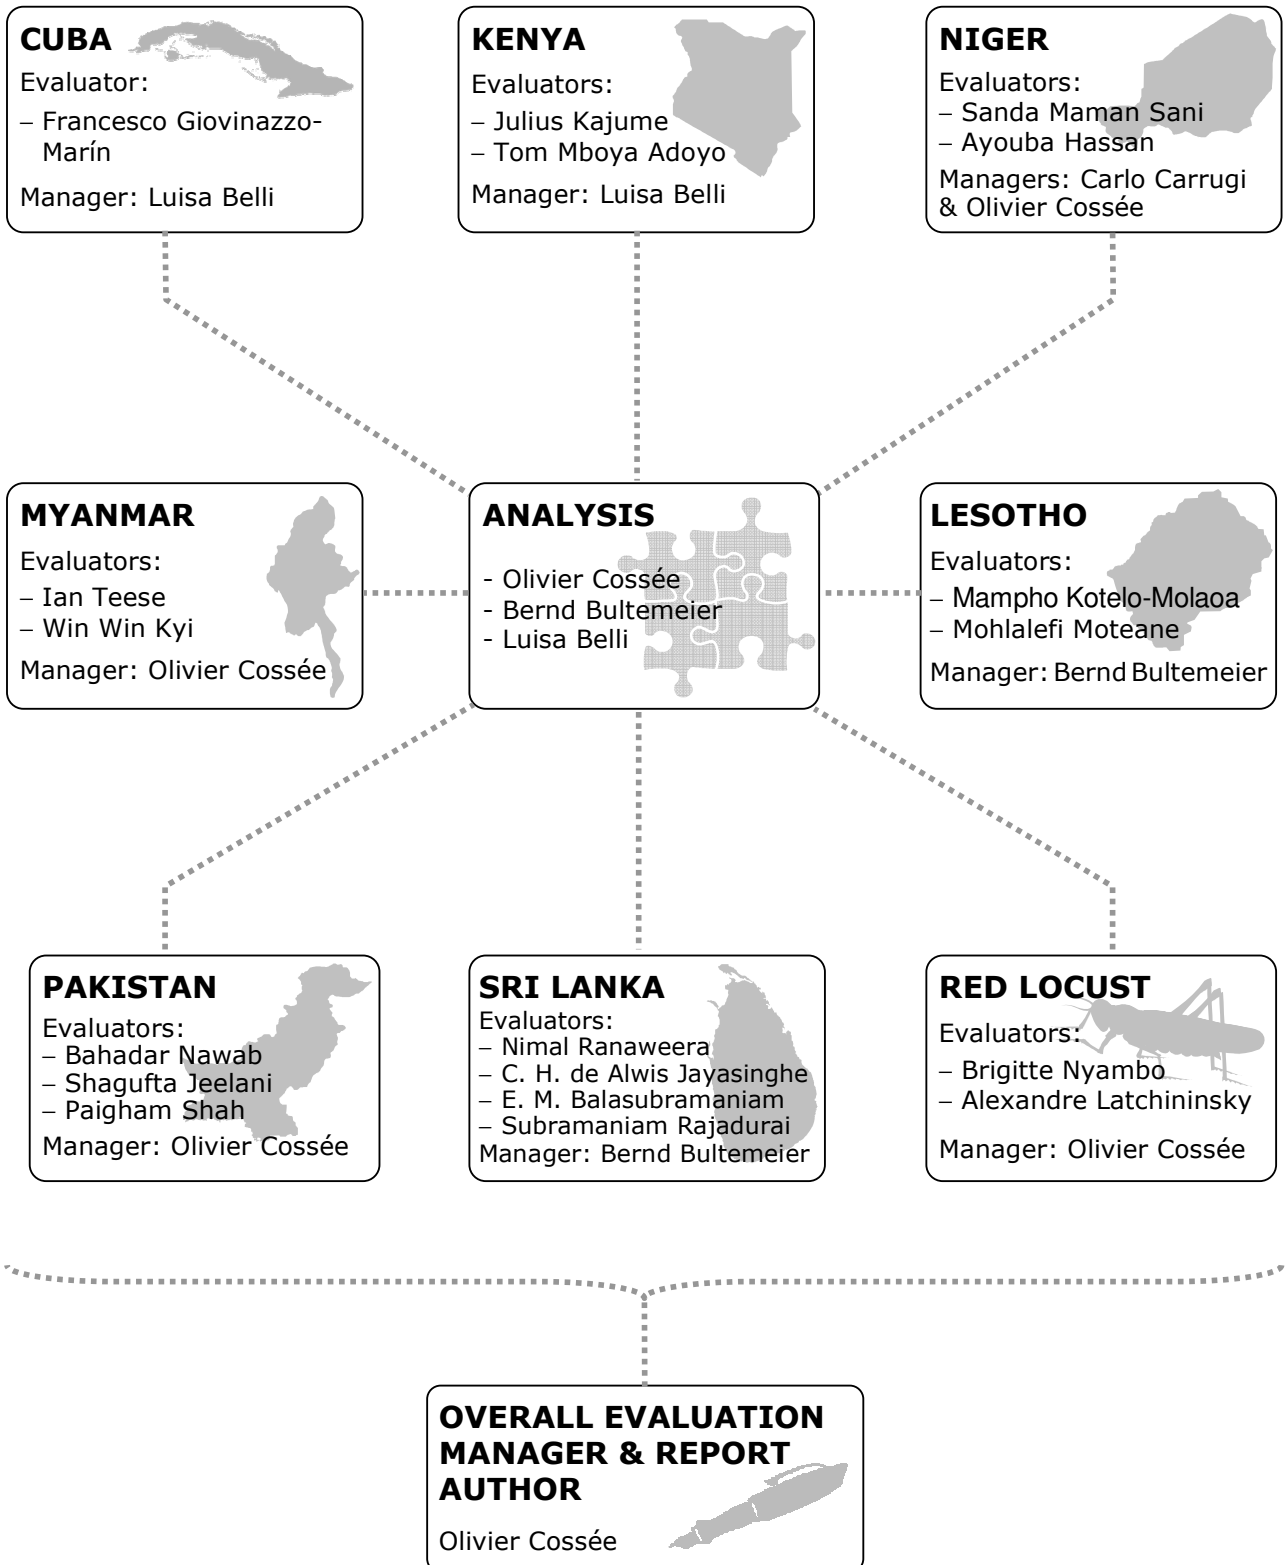 CUBA
Evaluator:
– Francesco Giovinazzo-
Marín
Manager: Luisa Belli
KENYA
Evaluators:
– Julius Kajume
– Tom Mboya Adoyo
Manager: Luisa Belli
NIGER
Evaluators:
– Sanda Maman Sani
– Ayouba Hassan
Managers: Carlo Carrugi
& Olivier Cossée
MYANMAR
Evaluators:
– Ian Teese
– Win Win Kyi
Manager: Olivier Cossée
ANALYSIS
- Olivier Cossée
- Bernd Bultemeier
- Luisa Belli
LESOTHO
Evaluators:
– Mampho Kotelo-Molaoa
– Mohlalefi Moteane
Manager: Bernd Bultemeier
PAKISTAN
Evaluators:
– Bahadar Nawab
– Shagufta Jeelani
– Paigham Shah
Manager: Olivier Cossée
SRI LANKA
Evaluators:
– Nimal Ranaweera
– C. H. de Alwis Jayasinghe
– E. M. Balasubramaniam
– Subramaniam Rajadurai
Manager: Bernd Bultemeier
RED LOCUST
Evaluators:
– Brigitte Nyambo
– Alexandre Latchininsky
Manager: Olivier Cossée
OVERALL EVALUATION
MANAGER & REPORT
AUTHOR
Olivier Cossée